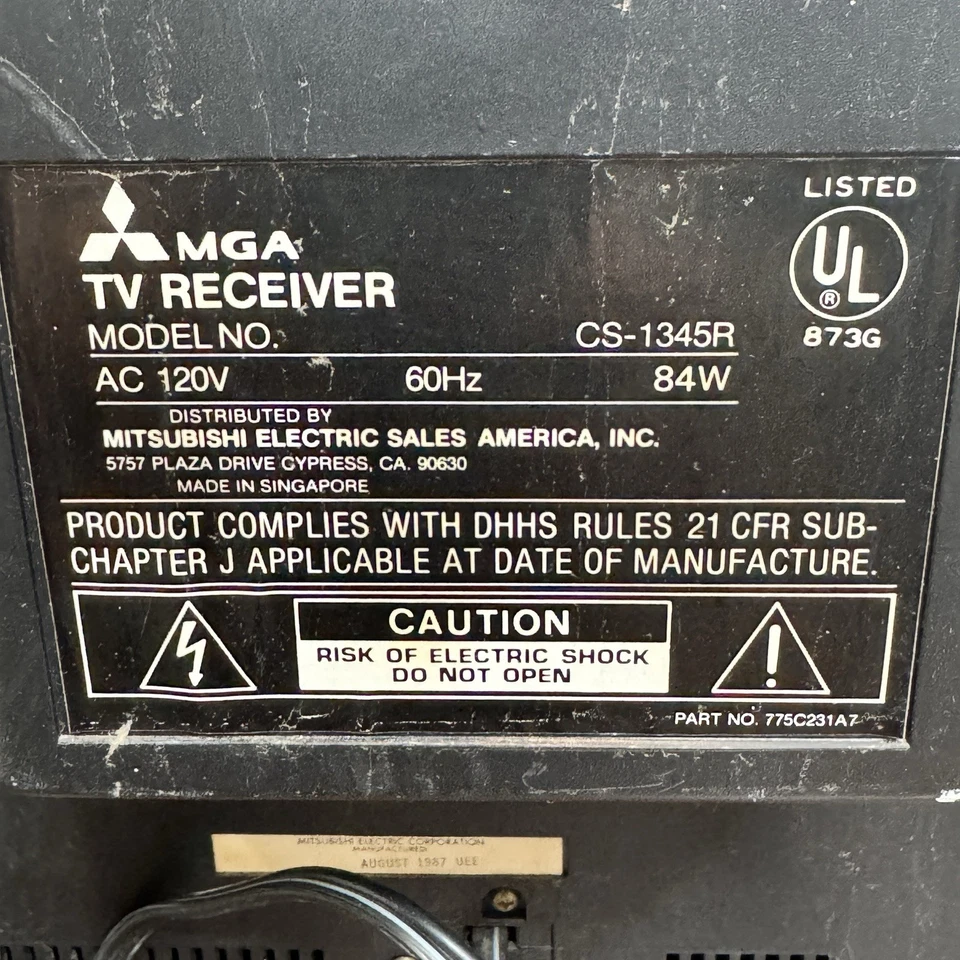 MGA
TV RECEIVER
MODEL NO. CS-1345R
AC 120V 60Hz 84W
DISTRIBUTED BY
MITSUBISHI ELECTRIC SALES AMERICA, INC.
5757 PLAZA DRIVE CYPRESS, CA. 90630
MADE IN SINGAPORE
LISTED
UL
®
873G
PRODUCT COMPLIES WITH DHHS RULES 21 CFR SUB-
CHAPTER J APPLICABLE AT DATE OF MANUFACTURE.
CAUTION
RISK OF ELECTRIC SHOCK
DO NOT OPEN
!
PART NO. 775C231A7
MITSUBISHI ELECTRIC CORPORATION
MANUFACTURED
AUGUST 1987 UEE